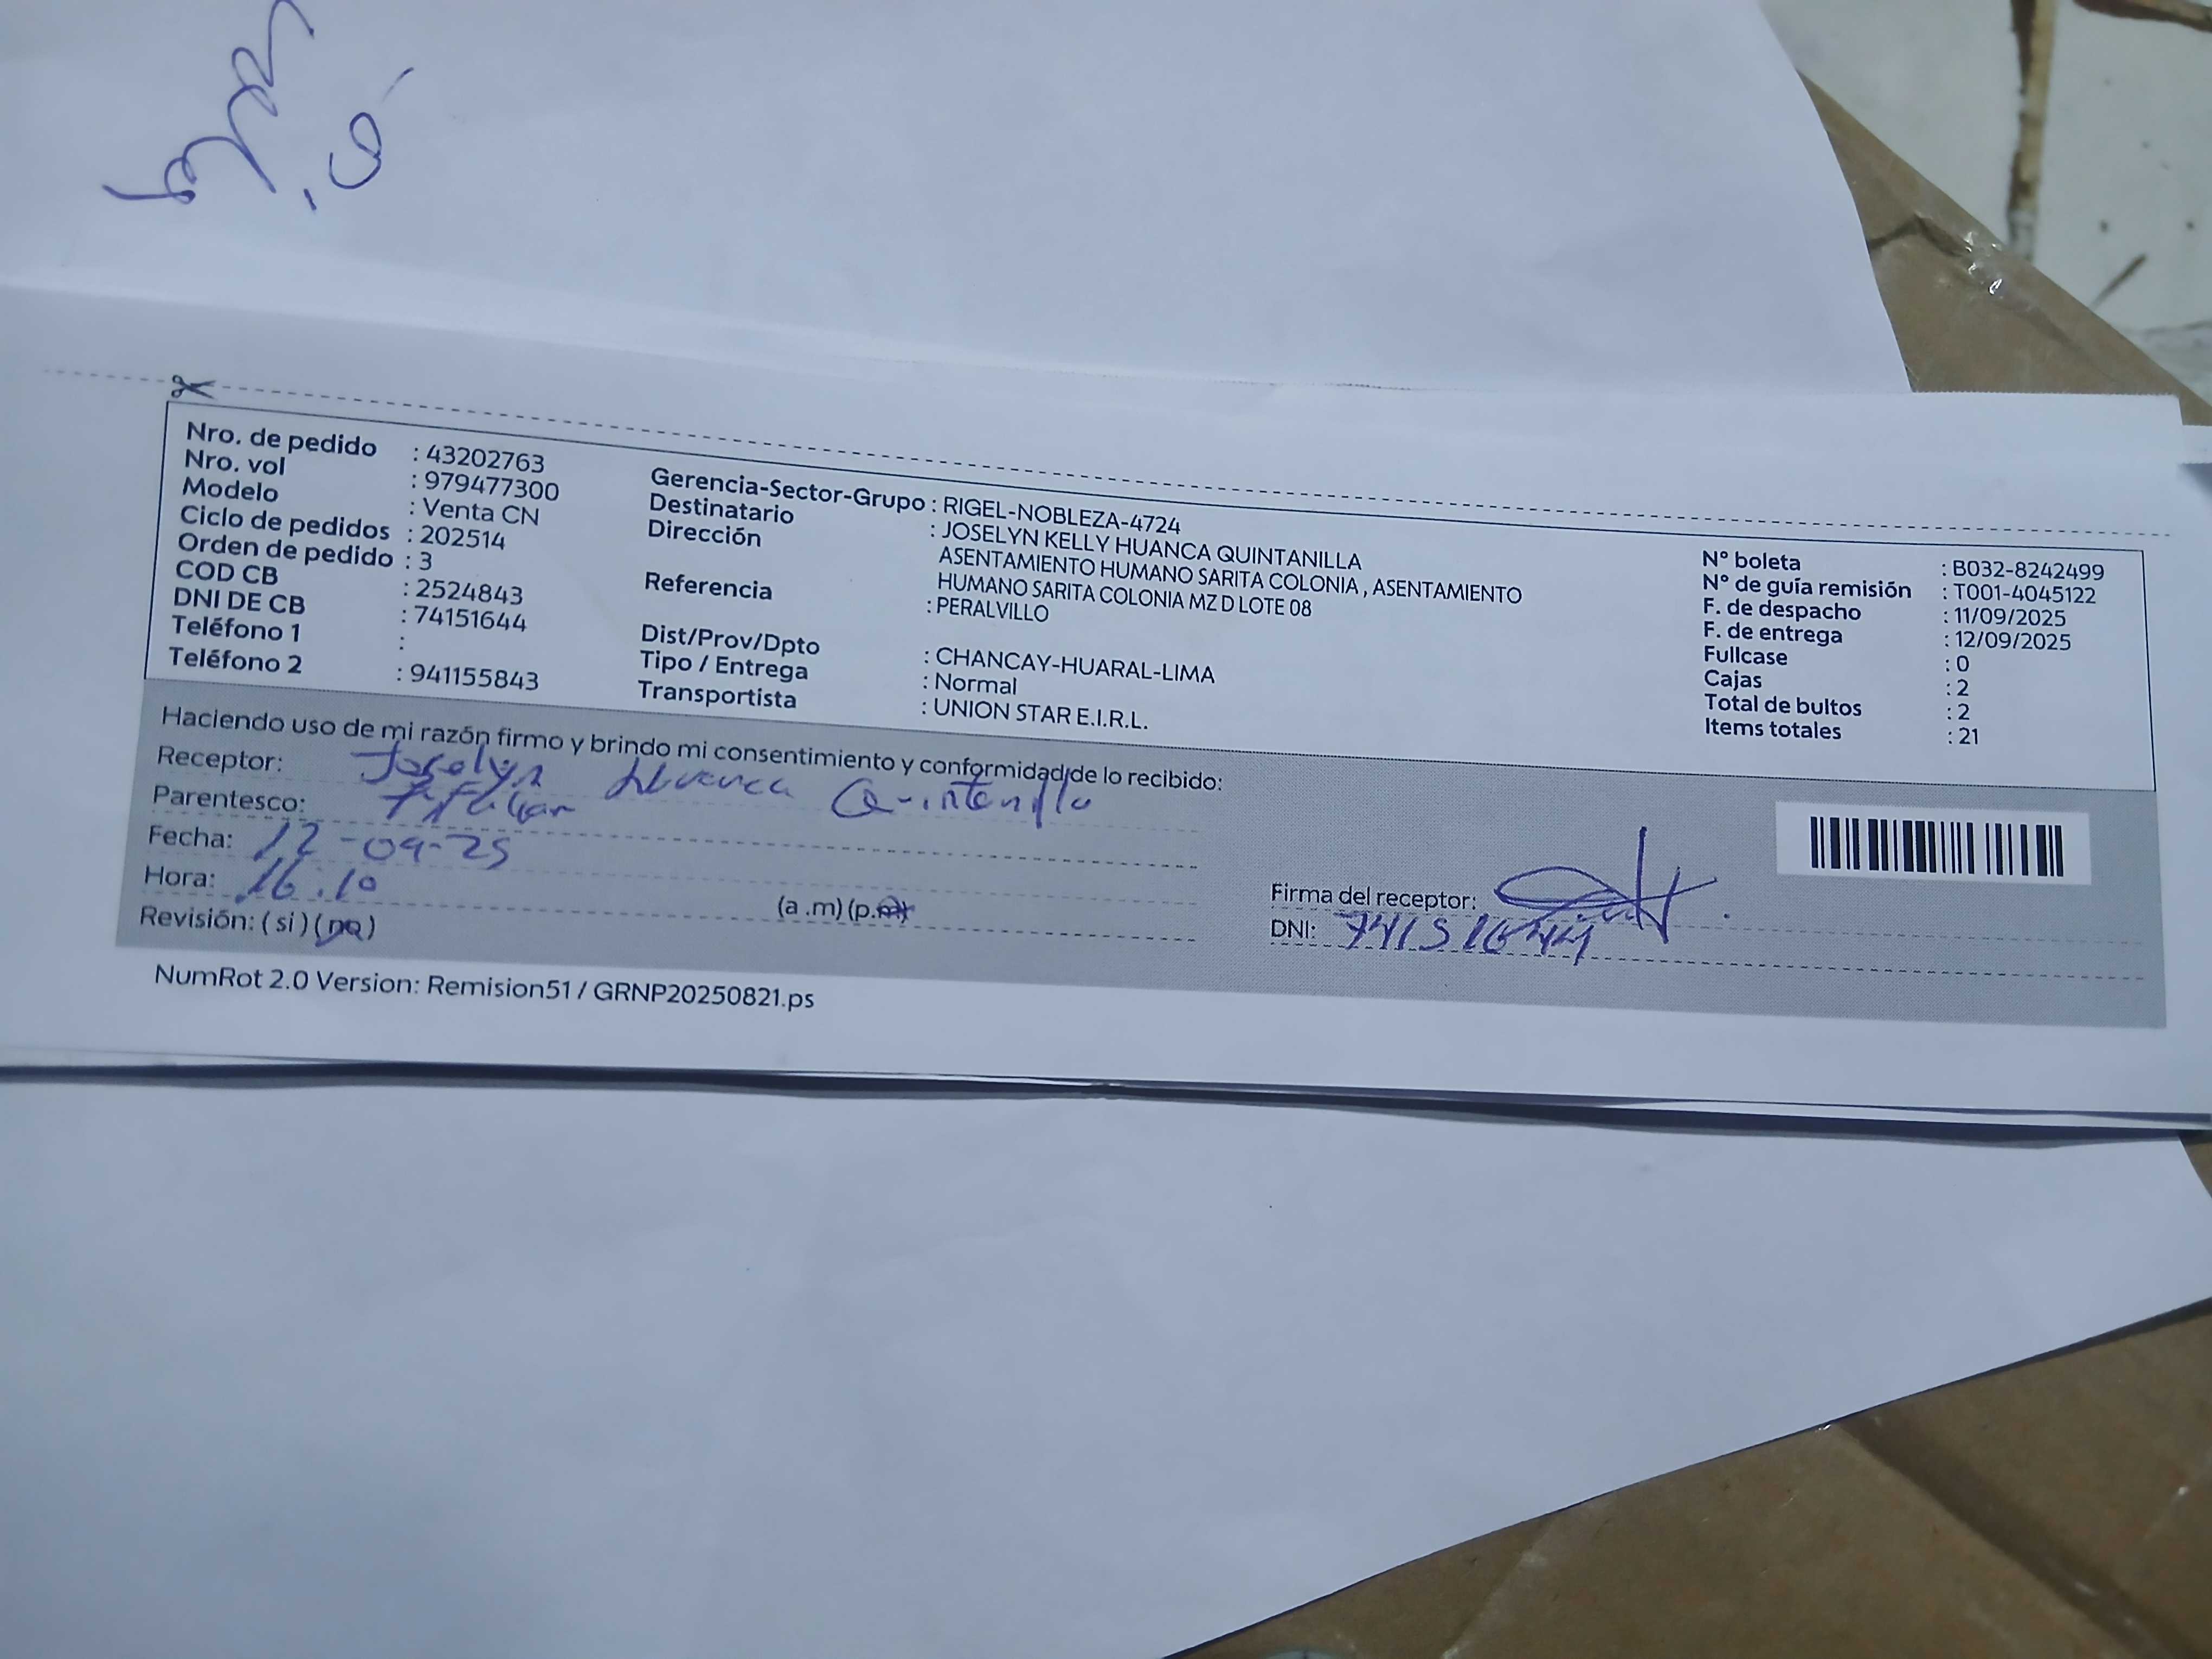 Nro. de pedido : 43202763
Nro. vol : 979477300
Modelo : Venta CN
Ciclo de pedidos : 202514
Orden de pedido : 3
COD CB : 2524843
DNI DE CB : 74151644
Teléfono 1 :
Teléfono 2 : 941155843
Gerencia-Sector-Grupo : RIGEL-NOBLEZA-4724
Destinatario : JOSELYN KELLY HUANCA QUINTANILLA
Dirección ASENTAMIENTO HUMANO SARITA COLONIA , ASENTAMIENTO
HUMANO SARITA COLONIA MZ D LOTE 08
Referencia : PERALVILLO
Dist/Prov/Dpto : CHANCAY-HUARAL-LIMA
Tipo / Entrega : Normal
Transportista : UNION STAR E.I.R.L.
N° boleta : B032-8242499
N° de guía remisión : T001-4045122
F. de despacho : 11/09/2025
F. de entrega : 12/09/2025
Fullcase : 0
Cajas : 2
Total de bultos : 2
Items totales : 21
Haciendo uso de mi razón firmo y brindo mi consentimiento y conformidad de lo recibido:
Receptor: Joselyn Huanca Quintanilla
Parentesco: Titular
Fecha: 12-09-25
Hora: 16:10 (a .m) (p.m)
Revisión: ( si ) ( no )
Firma del receptor:
DNI: 74151644
NumRot 2.0 Version: Remision51 / GRNP20250821.ps